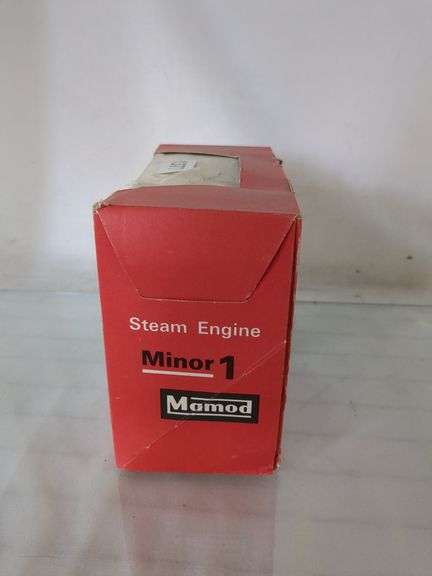 Steam Engine
Minor 1
Mamod